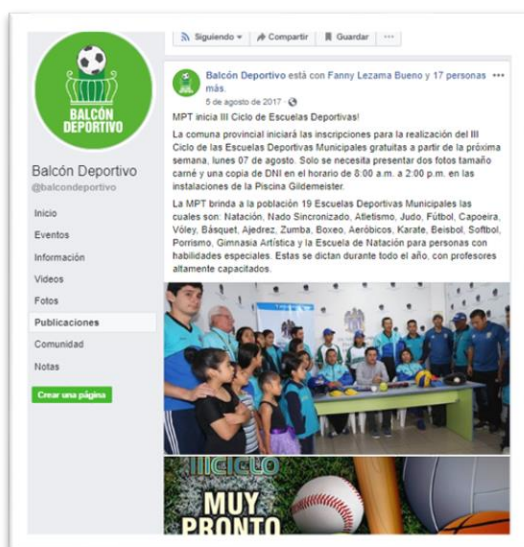 Siguiendo Compartir Guardar ...
BALCÓN
DEPORTIVO
Balcón Deportivo
@balcondeportivo
Inicio
Eventos
Información
Videos
Fotos
Publicaciones
Comunidad
Notas
Crear una página
Balcón Deportivo está con Fanny Lezama Bueno y 17 personas ...
más.
5 de agosto de 2017 ·
MPT inicia III Ciclo de Escuelas Deportivas!
La comuna provincial iniciará las inscripciones para la realización del III
Ciclo de las Escuelas Deportivas Municipales gratuitas a partir de la próxima
semana, lunes 07 de agosto. Solo se necesita presentar dos fotos tamaño
carné y una copia de DNI en el horario de 8:00 a.m. a 2:00 p.m. en las
instalaciones de la Piscina Gildemeister.
La MPT brinda a la población 19 Escuelas Deportivas Municipales las
cuales son: Natación, Nado Sincronizado, Atletismo, Judo, Fútbol, Capoeira,
Vóley, Básquet, Ajedrez, Zumba, Boxeo, Aeróbicos, Karate, Beisbol, Softbol,
Porrismo, Gimnasia Artística y la Escuela de Natación para personas con
habilidades especiales. Estas se dictan durante todo el año, con profesores
altamente capacitados.
III CICLO
MUY
PRONTO